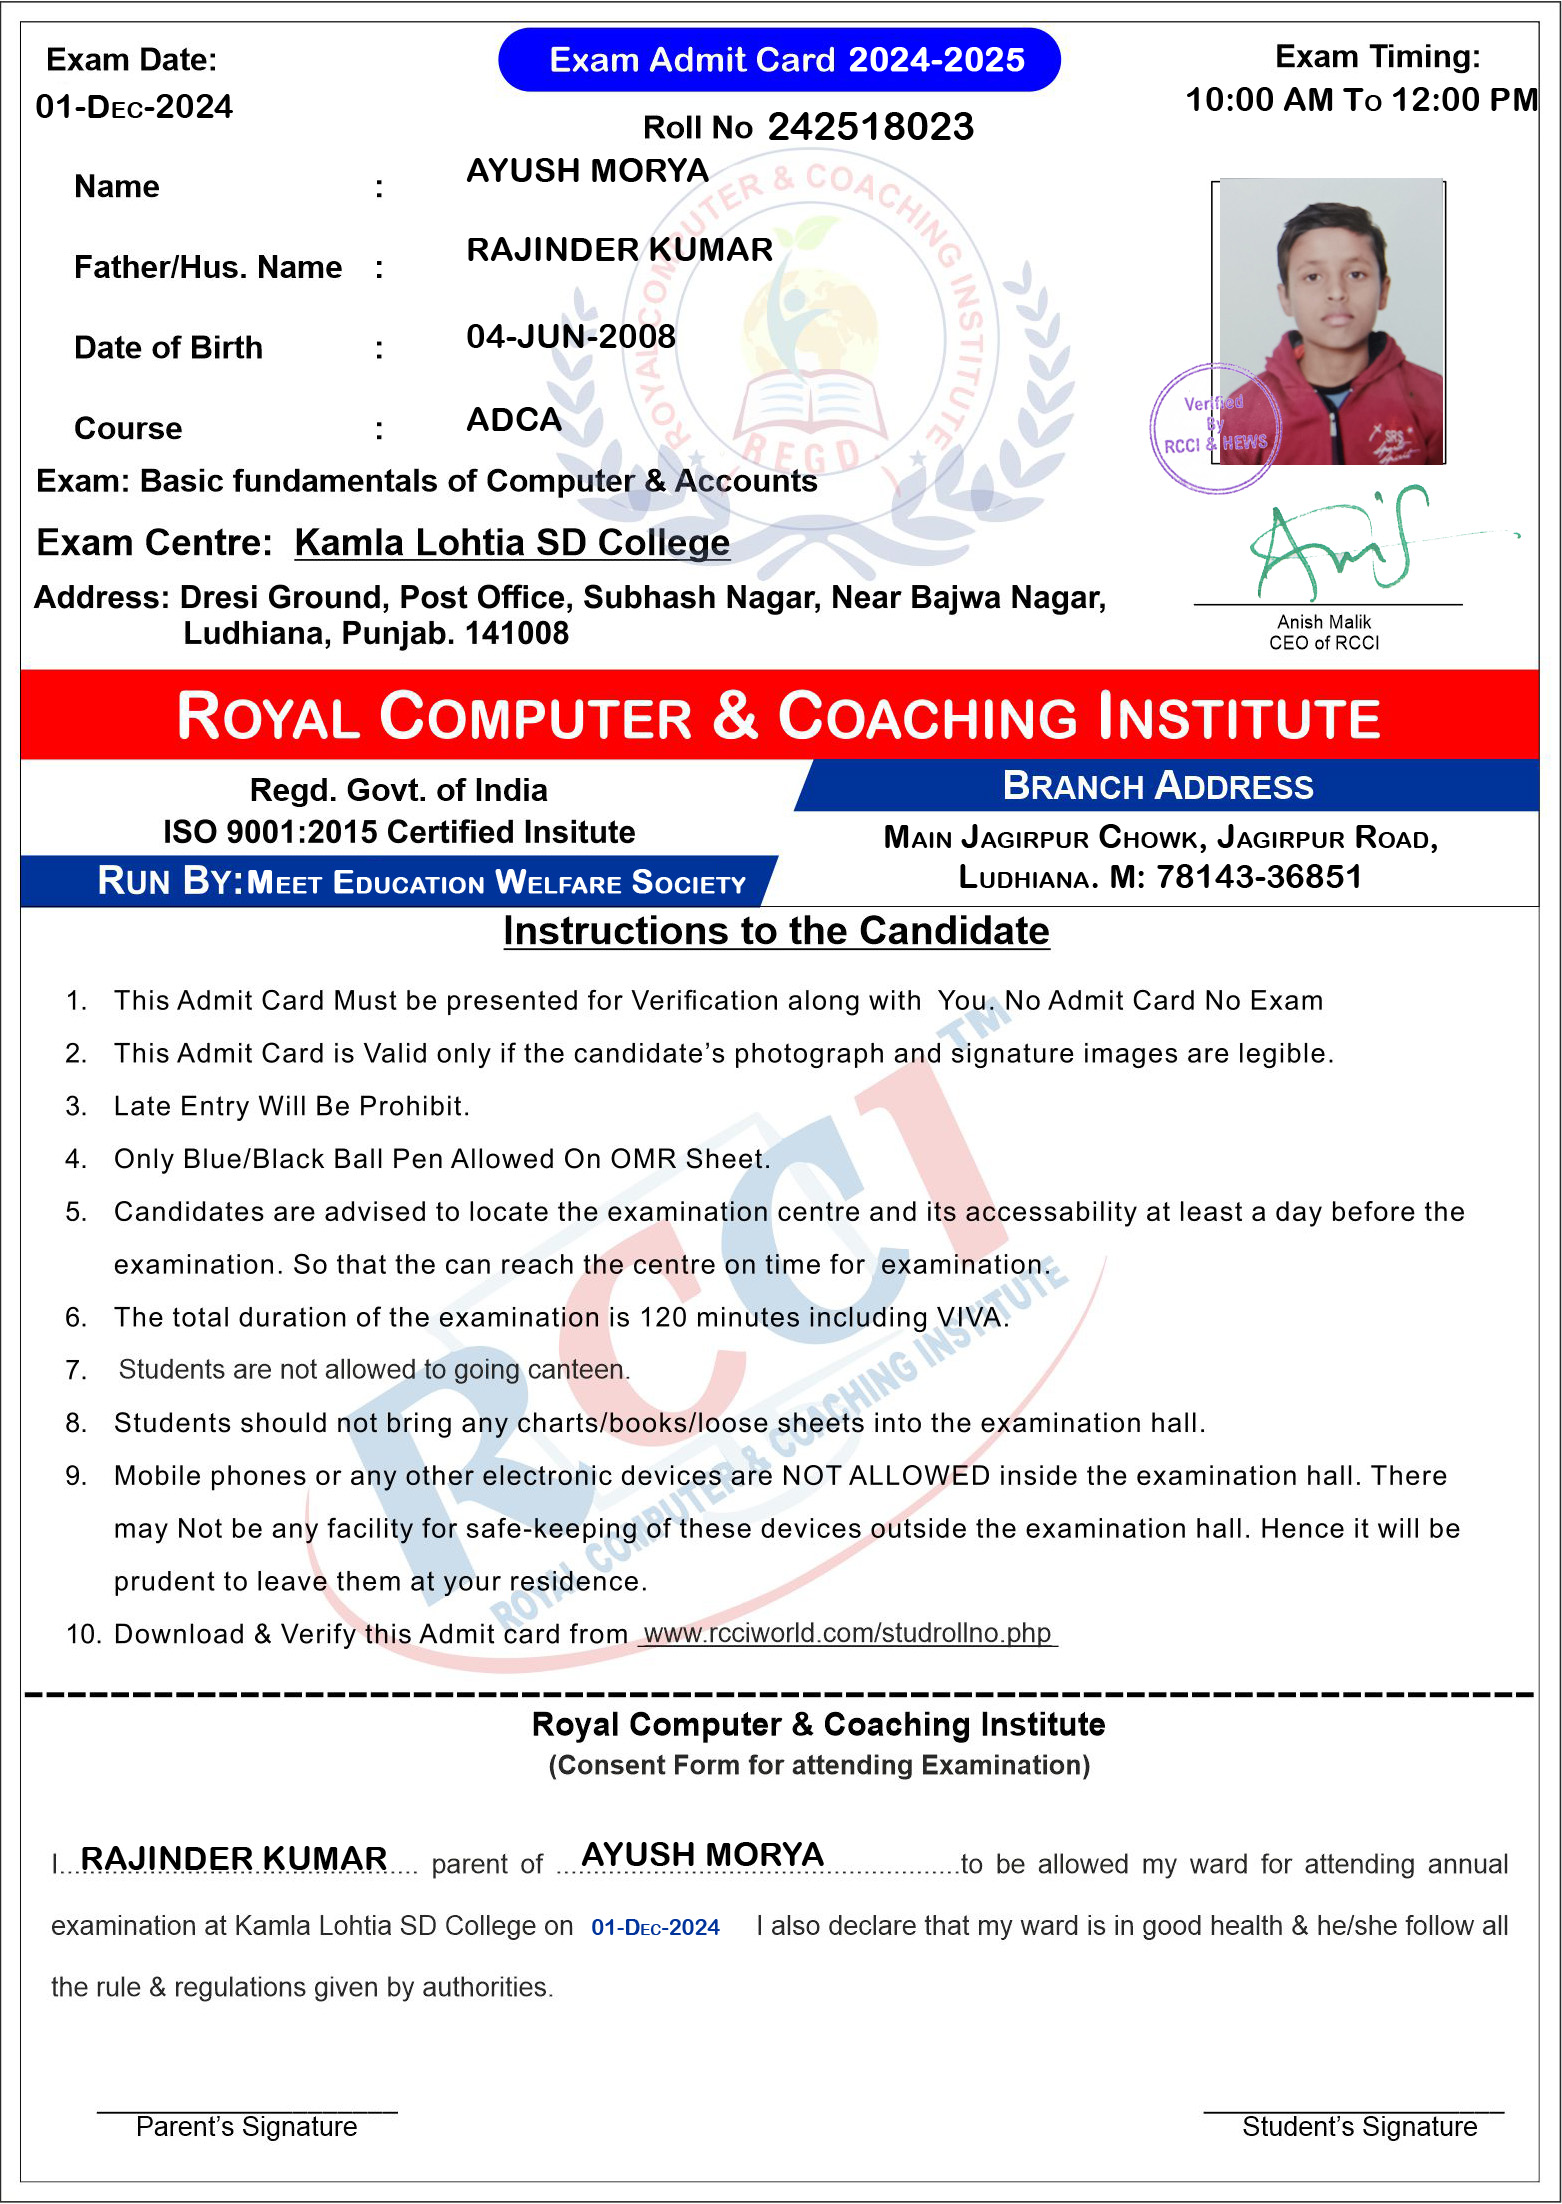 Exam Date:
01-DEC-2024
Exam Admit Card 2024-2025
Exam Timing:
10:00 AM TO 12:00 PM
Roll No 242518023
Name : AYUSH MORYA
Father/Hus. Name : RAJINDER KUMAR
Date of Birth : 04-JUN-2008
Course : ADCA
ROYAL COMPUTER & COACHING INSTITUTE
REGD.
Verified
By
RCCI & HEWS
SRS
Exam: Basic fundamentals of Computer & Accounts
Exam Centre: Kamla Lohtia SD College
Address: Dresi Ground, Post Office, Subhash Nagar, Near Bajwa Nagar,
Ludhiana, Punjab. 141008
Anish Malik
CEO of RCCI
ROYAL COMPUTER & COACHING INSTITUTE
Regd. Govt. of India
ISO 9001:2015 Certified Insitute
RUN BY:MEET EDUCATION WELFARE SOCIETY
BRANCH ADDRESS
MAIN JAGIRPUR CHOWK, JAGIRPUR ROAD,
LUDHIANA. M: 78143-36851
Instructions to the Candidate
1. This Admit Card Must be presented for Verification along with You. No Admit Card No Exam
2. This Admit Card is Valid only if the candidate's photograph and signature images are legible.
3. Late Entry Will Be Prohibit.
4. Only Blue/Black Ball Pen Allowed On OMR Sheet.
5. Candidates are advised to locate the examination centre and its accessability at least a day before the
examination. So that the can reach the centre on time for examination.
6. The total duration of the examination is 120 minutes including VIVA.
7. Students are not allowed to going canteen.
8. Students should not bring any charts/books/loose sheets into the examination hall.
9. Mobile phones or any other electronic devices are NOT ALLOWED inside the examination hall. There
may Not be any facility for safe-keeping of these devices outside the examination hall. Hence it will be
prudent to leave them at your residence.
10. Download & Verify this Admit card from www.rcciworld.com/studrollno.php
RCCI TM
ROYAL COMPUTER & COACHING INSTITUTE
Royal Computer & Coaching Institute
(Consent Form for attending Examination)
I...RAJINDER KUMAR.... parent of ...AYUSH MORYA...................to be allowed my ward for attending annual
examination at Kamla Lohtia SD College on 01-DEC-2024 I also declare that my ward is in good health & he/she follow all
the rule & regulations given by authorities.
Parent's Signature
Student's Signature